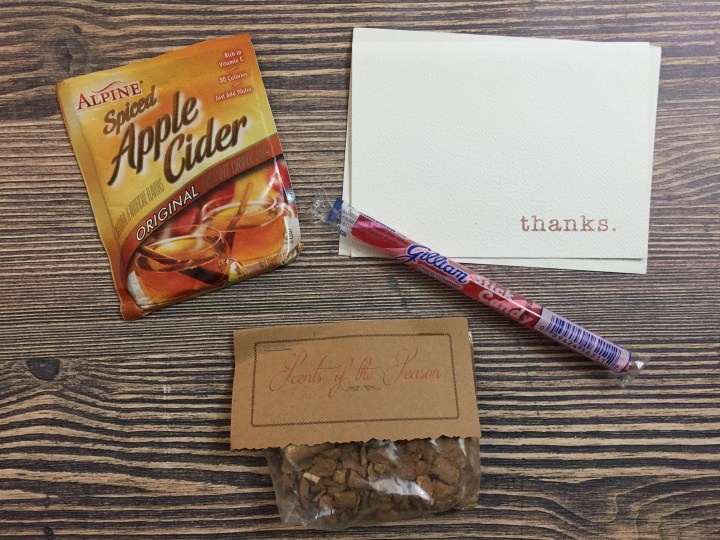 ALPINE®
Spiced
Apple
Cider
Rich in
Vitamin C
80 Calories
Just Add Water
ORIGINAL
thanks.
Gilliam
Stick
Candy
Scents of the Season